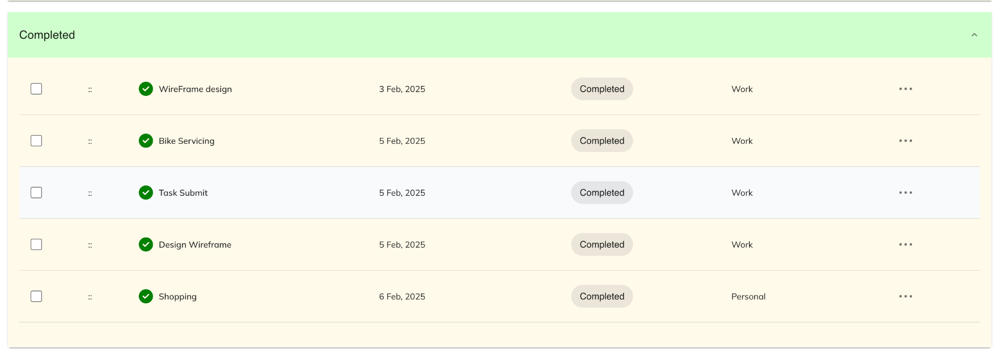 Completed
:: WireFrame design 3 Feb, 2025 Completed Work ...
:: Bike Servicing 5 Feb, 2025 Completed Work ...
:: Task Submit 5 Feb, 2025 Completed Work ...
:: Design Wireframe 5 Feb, 2025 Completed Work ...
:: Shopping 6 Feb, 2025 Completed Personal ...